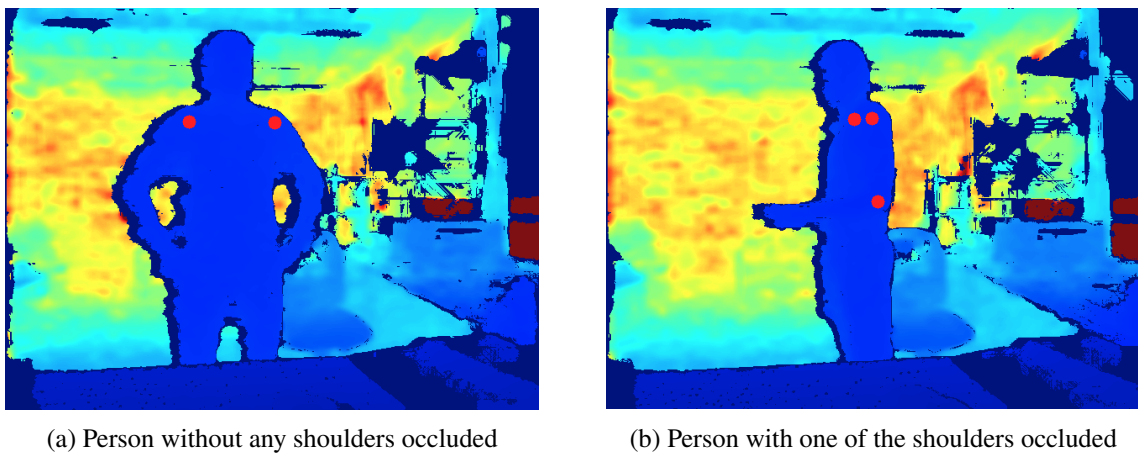 (a) Person without any shoulders occluded
(b) Person with one of the shoulders occluded